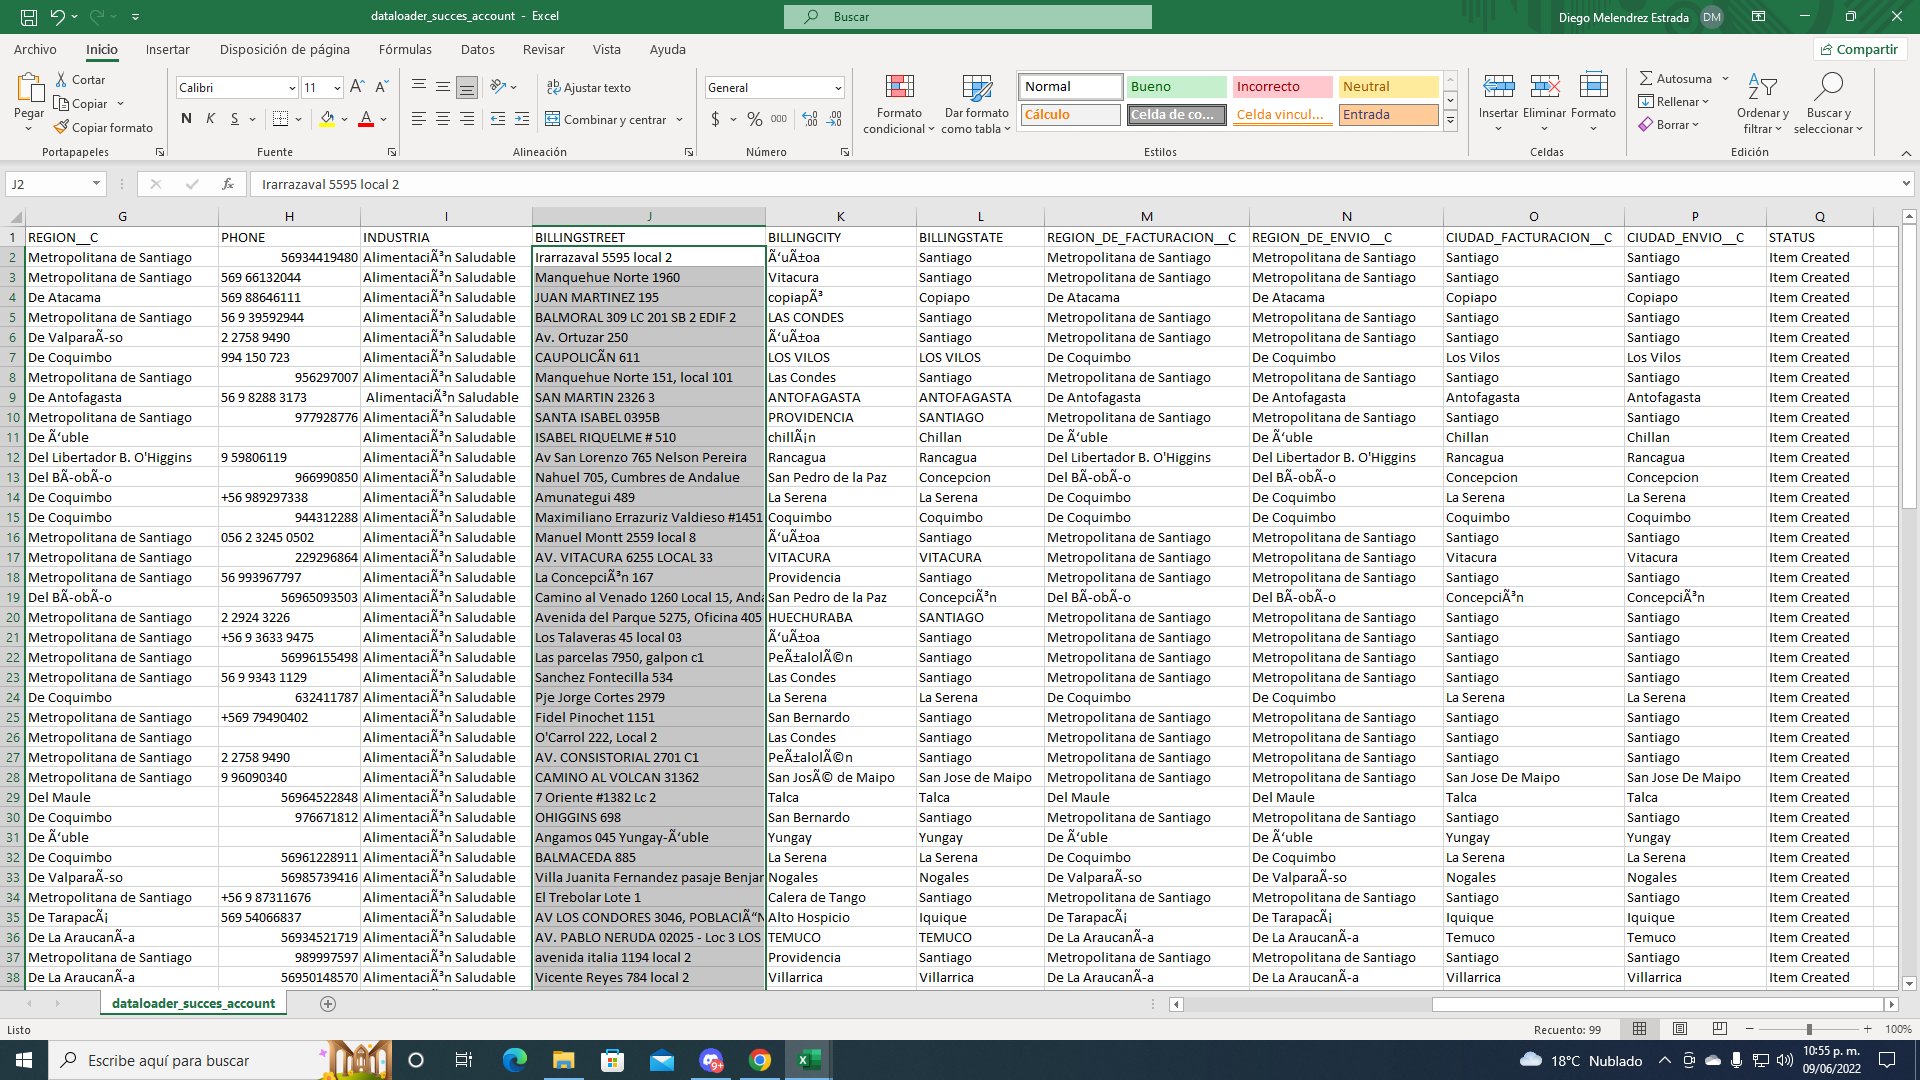 dataloader_succes_account - Excel
Buscar
Diego Melendrez Estrada DM
Archivo Inicio Insertar Disposición de página Fórmulas Datos Revisar Vista Ayuda Compartir
Pegar Cortar Copiar Copiar formato
Calibri 11
N K S
Ajustar texto
Combinar y centrar
General
$ % 000
Formato condicional
Dar formato como tabla
Normal Bueno Incorrecto Neutral
Cálculo Celda de co... Celda vincul... Entrada
Insertar Eliminar Formato
Autosuma
Rellenar
Borrar
Ordenar y filtrar
Buscar y seleccionar
Portapapeles Fuente Alineación Número Estilos Celdas Edición
J2 fx Irarrazaval 5595 local 2
G H I J K L M N O P Q
1 REGION__C PHONE INDUSTRIA BILLINGSTREET BILLINGCITY BILLINGSTATE REGION_DE_FACTURACION__C REGION_DE_ENVIO__C CIUDAD_FACTURACION__C CIUDAD_ENVIO__C STATUS
2 Metropolitana de Santiago 56934419480 AlimentaciÃ³n Saludable Irarrazaval 5595 local 2 Ã‘uÃ±oa Santiago Metropolitana de Santiago Metropolitana de Santiago Santiago Santiago Item Created
3 Metropolitana de Santiago 569 66132044 AlimentaciÃ³n Saludable Manquehue Norte 1960 Vitacura Santiago Metropolitana de Santiago Metropolitana de Santiago Santiago Santiago Item Created
4 De Atacama 569 88646111 AlimentaciÃ³n Saludable JUAN MARTINEZ 195 copiapÃ³ Copiapo De Atacama De Atacama Copiapo Copiapo Item Created
5 Metropolitana de Santiago 56 9 39592944 AlimentaciÃ³n Saludable BALMORAL 309 LC 201 SB 2 EDIF 2 LAS CONDES Santiago Metropolitana de Santiago Metropolitana de Santiago Santiago Santiago Item Created
6 De ValparaÃ-so 2 2758 9490 AlimentaciÃ³n Saludable Av. Ortuzar 250 Ã‘uÃ±oa Santiago Metropolitana de Santiago Metropolitana de Santiago Santiago Santiago Item Created
7 De Coquimbo 994 150 723 AlimentaciÃ³n Saludable CAUPOLICÃN 611 LOS VILOS LOS VILOS De Coquimbo De Coquimbo Los Vilos Los Vilos Item Created
8 Metropolitana de Santiago 956297007 AlimentaciÃ³n Saludable Manquehue Norte 151, local 101 Las Condes Santiago Metropolitana de Santiago Metropolitana de Santiago Santiago Santiago Item Created
9 De Antofagasta 56 9 8288 3173 AlimentaciÃ³n Saludable SAN MARTIN 2326 3 ANTOFAGASTA ANTOFAGASTA De Antofagasta De Antofagasta Antofagasta Antofagasta Item Created
10 Metropolitana de Santiago 977928776 AlimentaciÃ³n Saludable SANTA ISABEL 0395B PROVIDENCIA SANTIAGO Metropolitana de Santiago Metropolitana de Santiago Santiago Santiago Item Created
11 De Ã‘uble AlimentaciÃ³n Saludable ISABEL RIQUELME # 510 chillÃ¡n Chillan De Ã‘uble De Ã‘uble Chillan Chillan Item Created
12 Del Libertador B. O'Higgins 9 59806119 AlimentaciÃ³n Saludable Av San Lorenzo 765 Nelson Pereira Rancagua Rancagua Del Libertador B. O'Higgins Del Libertador B. O'Higgins Rancagua Rancagua Item Created
13 Del BÃ-obÃ-o 966990850 AlimentaciÃ³n Saludable Nahuel 705, Cumbres de Andalue San Pedro de la Paz Concepcion Del BÃ-obÃ-o Del BÃ-obÃ-o Concepcion Concepcion Item Created
14 De Coquimbo +56 989297338 AlimentaciÃ³n Saludable Amunategui 489 La Serena La Serena De Coquimbo De Coquimbo La Serena La Serena Item Created
15 De Coquimbo 944312288 AlimentaciÃ³n Saludable Maximiliano Errazuriz Valdieso #1451 Coquimbo Coquimbo De Coquimbo De Coquimbo Coquimbo Coquimbo Item Created
16 Metropolitana de Santiago 056 2 3245 0502 AlimentaciÃ³n Saludable Manuel Montt 2559 local 8 Ã‘uÃ±oa Santiago Metropolitana de Santiago Metropolitana de Santiago Santiago Santiago Item Created
17 Metropolitana de Santiago 229296864 AlimentaciÃ³n Saludable AV. VITACURA 6255 LOCAL 33 VITACURA VITACURA Metropolitana de Santiago Metropolitana de Santiago Vitacura Vitacura Item Created
18 Metropolitana de Santiago 56 993967797 AlimentaciÃ³n Saludable La ConcepciÃ³n 167 Providencia Santiago Metropolitana de Santiago Metropolitana de Santiago Santiago Santiago Item Created
19 Del BÃ-obÃ-o 56965093503 AlimentaciÃ³n Saludable Camino al Venado 1260 Local 15, Anda San Pedro de la Paz ConcepciÃ³n Del BÃ-obÃ-o Del BÃ-obÃ-o ConcepciÃ³n ConcepciÃ³n Item Created
20 Metropolitana de Santiago 2 2924 3226 AlimentaciÃ³n Saludable Avenida del Parque 5275, Oficina 405 HUECHURABA SANTIAGO Metropolitana de Santiago Metropolitana de Santiago Santiago Santiago Item Created
21 Metropolitana de Santiago +56 9 3633 9475 AlimentaciÃ³n Saludable Los Talaveras 45 local 03 Ã‘uÃ±oa Santiago Metropolitana de Santiago Metropolitana de Santiago Santiago Santiago Item Created
22 Metropolitana de Santiago 56996155498 AlimentaciÃ³n Saludable Las parcelas 7950, galpon c1 PeÃ±alolÃ©n Santiago Metropolitana de Santiago Metropolitana de Santiago Santiago Santiago Item Created
23 Metropolitana de Santiago 56 9 9343 1129 AlimentaciÃ³n Saludable Sanchez Fontecilla 534 Las Condes Santiago Metropolitana de Santiago Metropolitana de Santiago Santiago Santiago Item Created
24 De Coquimbo 632411787 AlimentaciÃ³n Saludable Pje Jorge Cortes 2979 La Serena La Serena De Coquimbo De Coquimbo La Serena La Serena Item Created
25 Metropolitana de Santiago +569 79490402 AlimentaciÃ³n Saludable Fidel Pinochet 1151 San Bernardo Santiago Metropolitana de Santiago Metropolitana de Santiago Santiago Santiago Item Created
26 Metropolitana de Santiago AlimentaciÃ³n Saludable O'Carrol 222, Local 2 Las Condes Santiago Metropolitana de Santiago Metropolitana de Santiago Santiago Santiago Item Created
27 Metropolitana de Santiago 2 2758 9490 AlimentaciÃ³n Saludable AV. CONSISTORIAL 2701 C1 PeÃ±alolÃ©n Santiago Metropolitana de Santiago Metropolitana de Santiago Santiago Santiago Item Created
28 Metropolitana de Santiago 9 96090340 AlimentaciÃ³n Saludable CAMINO AL VOLCAN 31362 San JosÃ© de Maipo San Jose de Maipo Metropolitana de Santiago Metropolitana de Santiago San Jose De Maipo San Jose De Maipo Item Created
29 Del Maule 56964522848 AlimentaciÃ³n Saludable 7 Oriente #1382 Lc 2 Talca Talca Del Maule Del Maule Talca Talca Item Created
30 De Coquimbo 976671812 AlimentaciÃ³n Saludable OHIGGINS 698 San Bernardo Santiago Metropolitana de Santiago Metropolitana de Santiago Santiago Santiago Item Created
31 De Ã‘uble AlimentaciÃ³n Saludable Angamos 045 Yungay-Ã‘uble Yungay Yungay De Ã‘uble De Ã‘uble Yungay Yungay Item Created
32 De Coquimbo 56961228911 AlimentaciÃ³n Saludable BALMACEDA 885 La Serena La Serena De Coquimbo De Coquimbo La Serena La Serena Item Created
33 De ValparaÃ-so 56985739416 AlimentaciÃ³n Saludable Villa Juanita Fernandez pasaje Benjar Nogales Nogales De ValparaÃ-so De ValparaÃ-so Nogales Nogales Item Created
34 Metropolitana de Santiago +56 9 87311676 AlimentaciÃ³n Saludable El Trebolar Lote 1 Calera de Tango Santiago Metropolitana de Santiago Metropolitana de Santiago Santiago Santiago Item Created
35 De TarapacÃ¡ 569 54066837 AlimentaciÃ³n Saludable AV LOS CONDORES 3046, POBLACIÃ“N Alto Hospicio Iquique De TarapacÃ¡ De TarapacÃ¡ Iquique Iquique Item Created
36 De La AraucanÃ-a 56934521719 AlimentaciÃ³n Saludable AV. PABLO NERUDA 02025 - Loc 3 LOS TEMUCO TEMUCO De La AraucanÃ-a De La AraucanÃ-a Temuco Temuco Item Created
37 Metropolitana de Santiago 989997597 AlimentaciÃ³n Saludable avenida italia 1194 local 2 Providencia Santiago Metropolitana de Santiago Metropolitana de Santiago Santiago Santiago Item Created
38 De La AraucanÃ-a 56950148570 AlimentaciÃ³n Saludable Vicente Reyes 784 local 2 Villarrica Villarrica De La AraucanÃ-a De La AraucanÃ-a Villarrica Villarrica Item Created
dataloader_succes_account
Listo Recuento: 99 100%
Escribe aquí para buscar 9+ 18°C Nublado 10:55 p. m.
09/06/2022